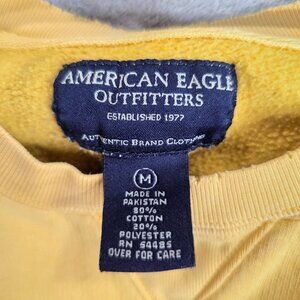 AMERICAN EAGLE
OUTFITTERS
ESTABLISHED 1977
AUTHENTIC BRAND CLOTHING
M
MADE IN
PAKISTAN
80%
COTTON
20%
POLYESTER
RN 54485
OVER FOR CARE